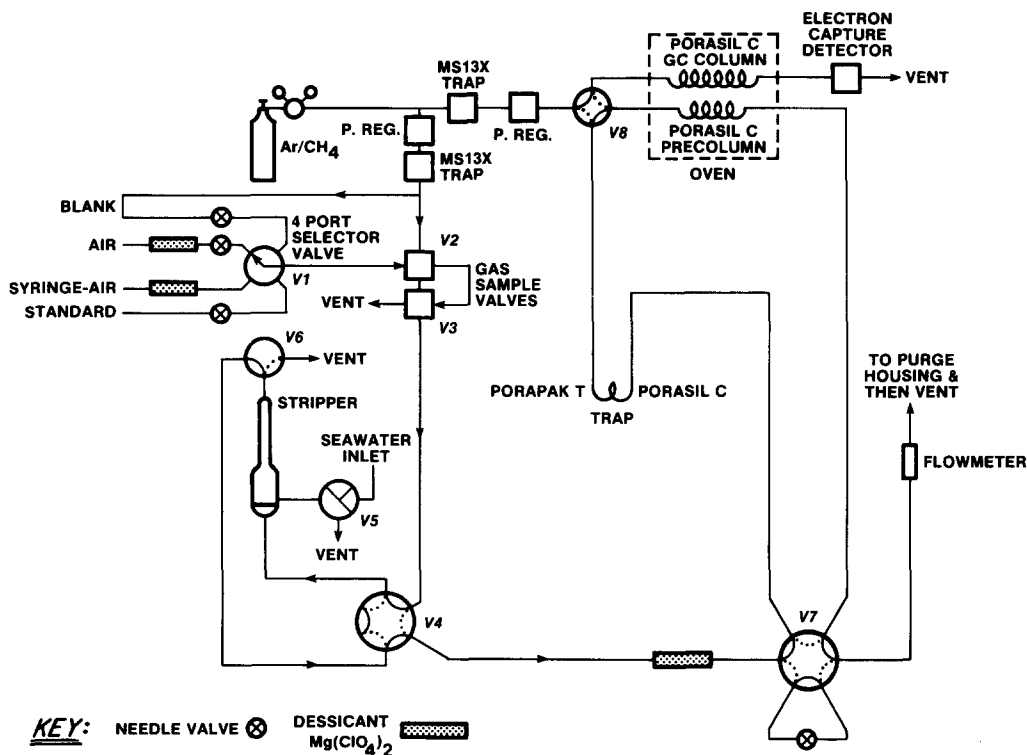 ELECTRON
CAPTURE
DETECTOR
PORASIL C
GC COLUMN
VENT
MS13X
TRAP
P. REG.
P. REG.
V8
PORASIL C
PRECOLUMN
OVEN
Ar/CH4
MS13X
TRAP
BLANK
4 PORT
SELECTOR
VALVE
AIR
V1
V2
SYRINGE-AIR
GAS
SAMPLE
VALVES
VENT
STANDARD
V3
V6
VENT
STRIPPER
PORAPAK T
PORASIL C
TRAP
TO PURGE
HOUSING &
THEN VENT
SEAWATER
INLET
FLOWMETER
V5
VENT
V4
V7
KEY:
NEEDLE VALVE
DESSICANT
Mg(ClO4)2